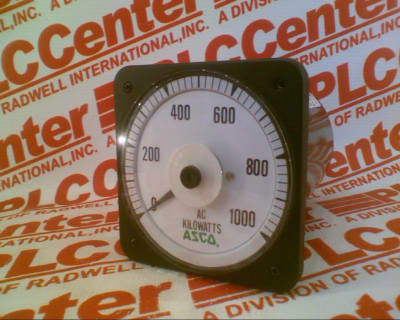 PLCCenter
A DIVISION OF RADWELL INTERNATIONAL, INC.
200
400
600
800
1000
0
AC
KILOWATTS
ASCO